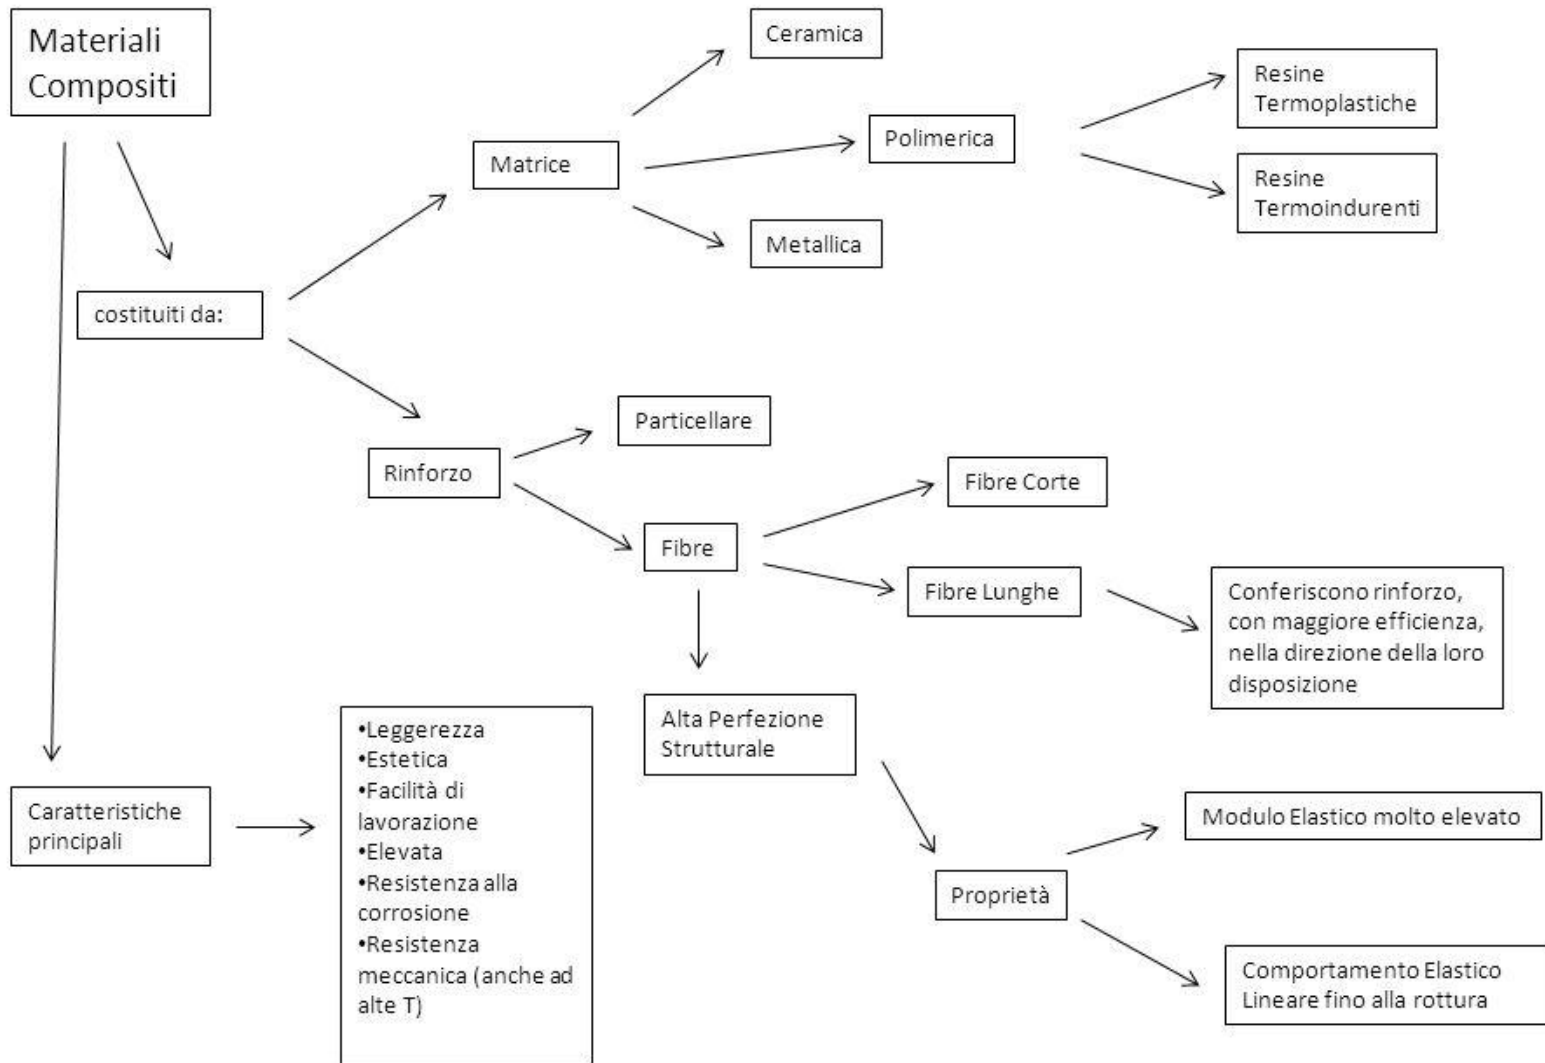 Materiali
Compositi
Ceramica
Resine
Termoplastiche
Polimerica
Matrice
Resine
Termoindurenti
Metallica
costituiti da:
Particellare
Rinforzo
Fibre Corte
Fibre
Fibre Lunghe
Conferiscono rinforzo,
con maggiore efficienza,
nella direzione della loro
disposizione
Alta Perfezione
Strutturale
•Leggerezza
•Estetica
•Facilità di
lavorazione
•Elevata
•Resistenza alla
corrosione
•Resistenza
meccanica (anche ad
alte T)
Caratteristiche
principali
Modulo Elastico molto elevato
Proprietà
Comportamento Elastico
Lineare fino alla rottura